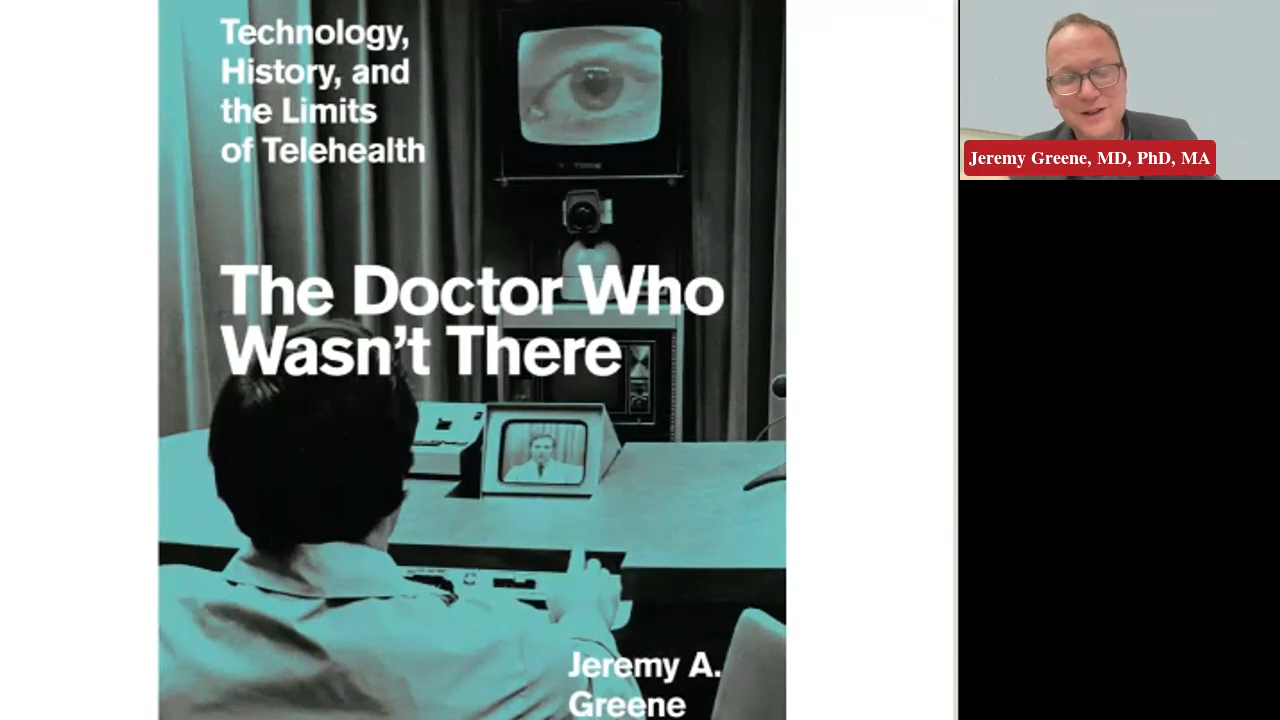 Technology,
History, and
the Limits
of Telehealth
The Doctor Who
Wasn't There
Jeremy A.
Greene
Jeremy Greene, MD, PhD, MA